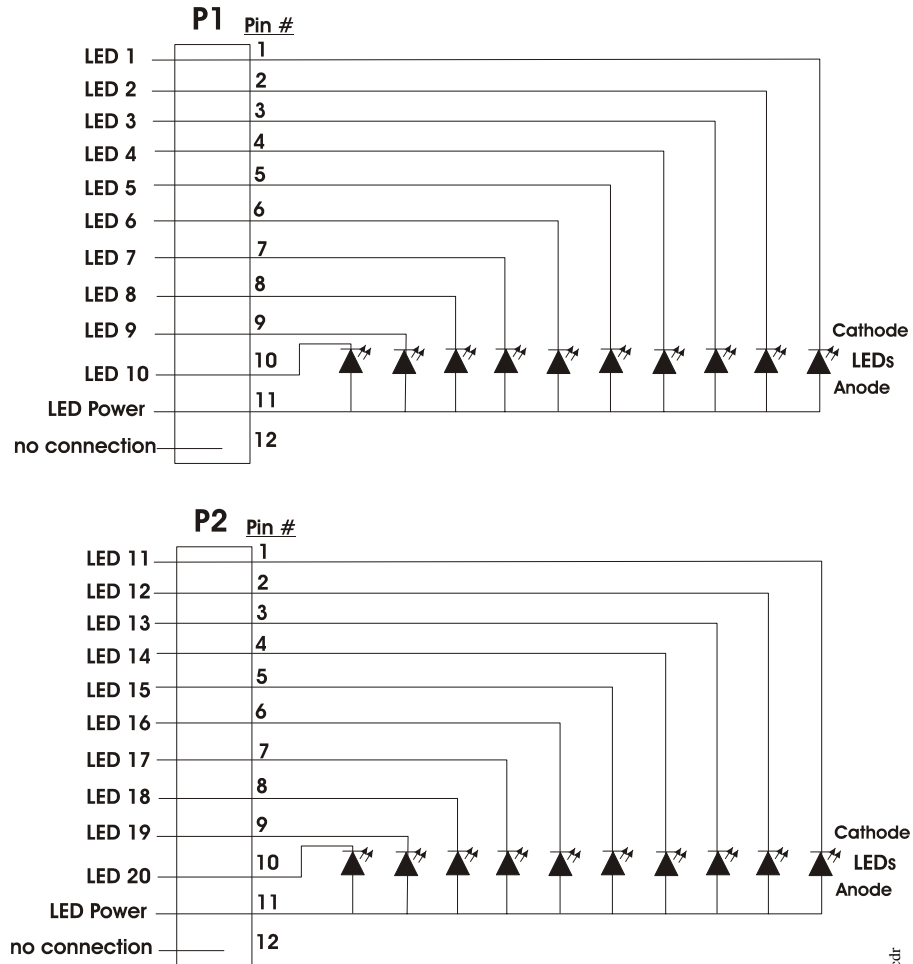 P1 Pin #
LED 1 1
LED 2 2
LED 3 3
LED 4 4
LED 5 5
LED 6 6
LED 7 7
LED 8 8
LED 9 9
Cathode
LED 10 10
LEDs
Anode
LED Power 11
no connection 12
P2 Pin #
LED 11 1
LED 12 2
LED 13 3
LED 14 4
LED 15 5
LED 16 6
LED 17 7
LED 18 8
LED 19 9
Cathode
LED 20 10
LEDs
Anode
LED Power 11
no connection 12
cdr